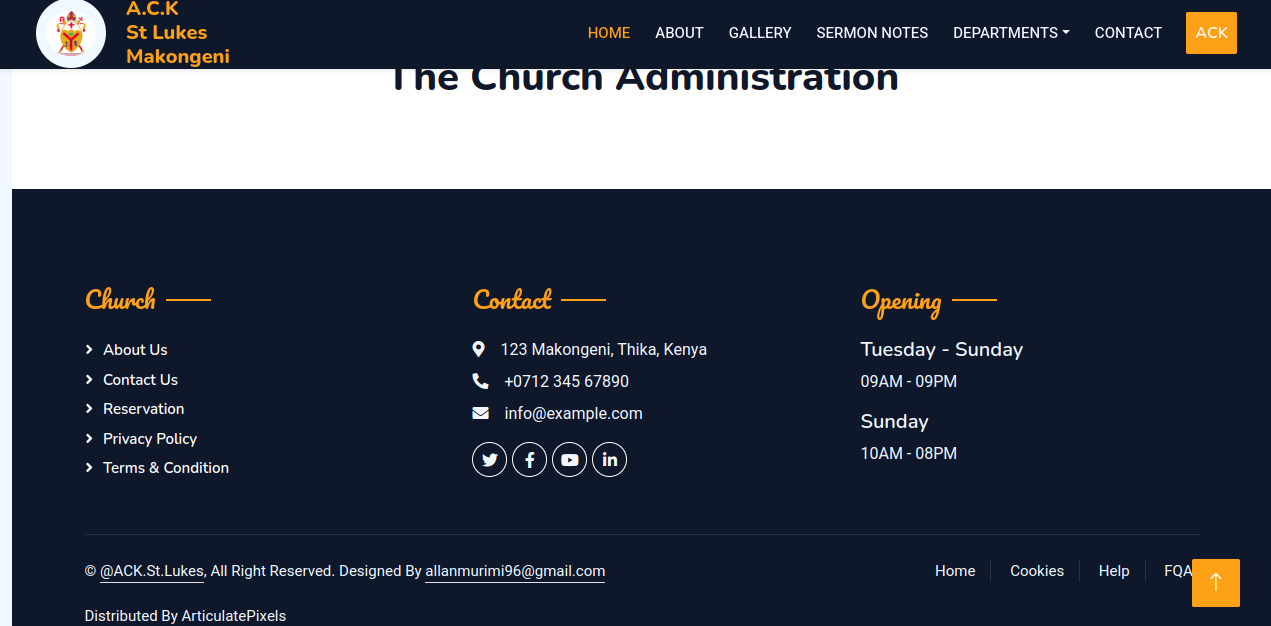 A.C.K
St Lukes
Makongeni
HOME ABOUT GALLERY SERMON NOTES DEPARTMENTS CONTACT ACK
The Church Administration
Church
About Us
Contact Us
Reservation
Privacy Policy
Terms & Condition
Contact
123 Makongeni, Thika, Kenya
+0712 345 67890
info@example.com
Opening
Tuesday - Sunday
09AM - 09PM
Sunday
10AM - 08PM
© @ACK.St.Lukes, All Right Reserved. Designed By allanmurimi96@gmail.com
Home Cookies Help FQA
Distributed By ArticulatePixels